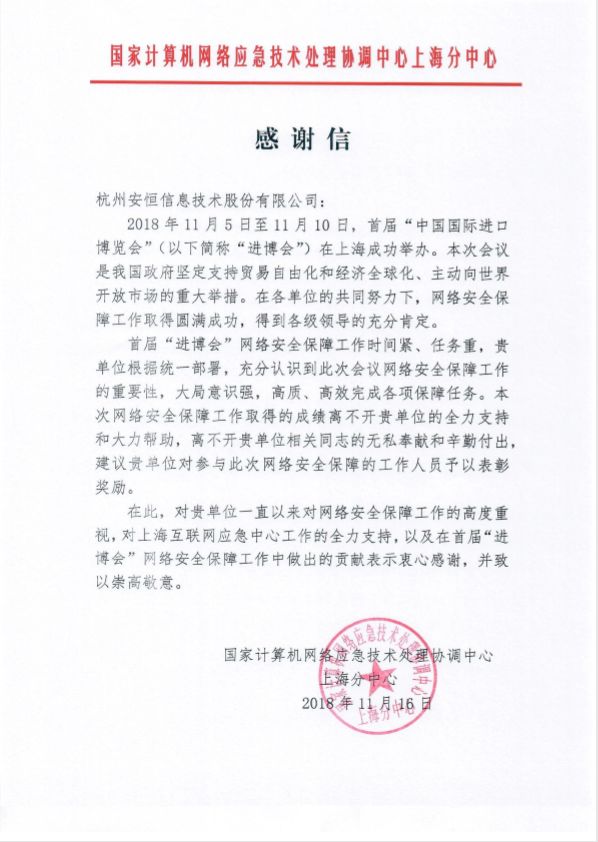 国家计算机网络应急技术处理协调中心上海分中心
感谢信
杭州安恒信息技术股份有限公司：
2018年11月5日至11月10日，首届“中国国际进口
博览会”（以下简称“进博会”）在上海成功举办。本次会议
是我国政府坚定支持贸易自由化和经济全球化、主动向世界
开放市场的重大举措。在各单位的共同努力下，网络安全保
障工作取得圆满成功，得到各级领导的充分肯定。
首届“进博会”网络安全保障工作时间紧、任务重，贵
单位根据统一部署，充分认识到此次会议网络安全保障工作
的重要性，大局意识强，高质、高效完成各项保障任务。本
次网络安全保障工作取得的成绩离不开贵单位的全力支持
和大力帮助，离不开贵单位相关同志的无私奉献和辛勤付出，
建议贵单位对参与此次网络安全保障的工作人员予以表彰
奖励。
在此，对贵单位一直以来对网络安全保障工作的高度重
视，对上海互联网应急中心工作的全力支持，以及在首届“进
博会”网络安全保障工作中做出的贡献表示衷心感谢，并致
以崇高敬意。
国家计算机网络应急技术处理协调中心
上海分中心
2018年11月16日
国家计算机网络应急技术处理协调中心
上海分中心